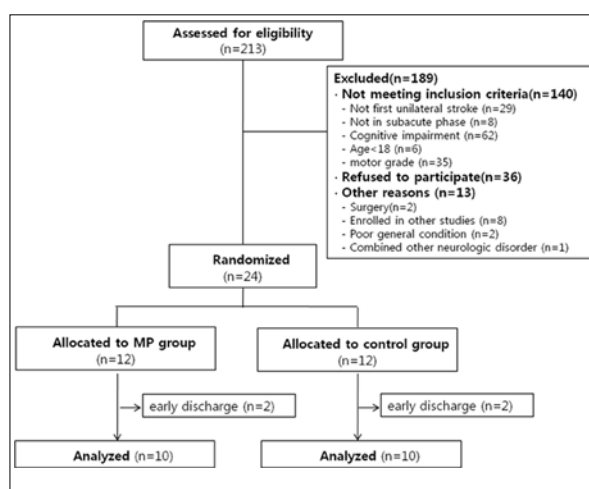 Assessed for eligibility
(n=213)
Excluded(n=189)
· Not meeting inclusion criteria(n=140)
- Not first unilateral stroke (n=29)
- Not in subacute phase (n=8)
- Cognitive impairment (n=62)
- Age<18 (n=6)
- motor grade (n=35)
· Refused to participate(n=36)
· Other reasons (n=13)
- Surgery(n=2)
- Enrolled in other studies (n=8)
- Poor general condition (n=2)
- Combined other neurologic disorder (n=1)
Randomized
(n=24)
Allocated to MP group
(n=12)
Allocated to control group
(n=12)
early discharge (n=2)
early discharge (n=2)
Analyzed (n=10)
Analyzed (n=10)